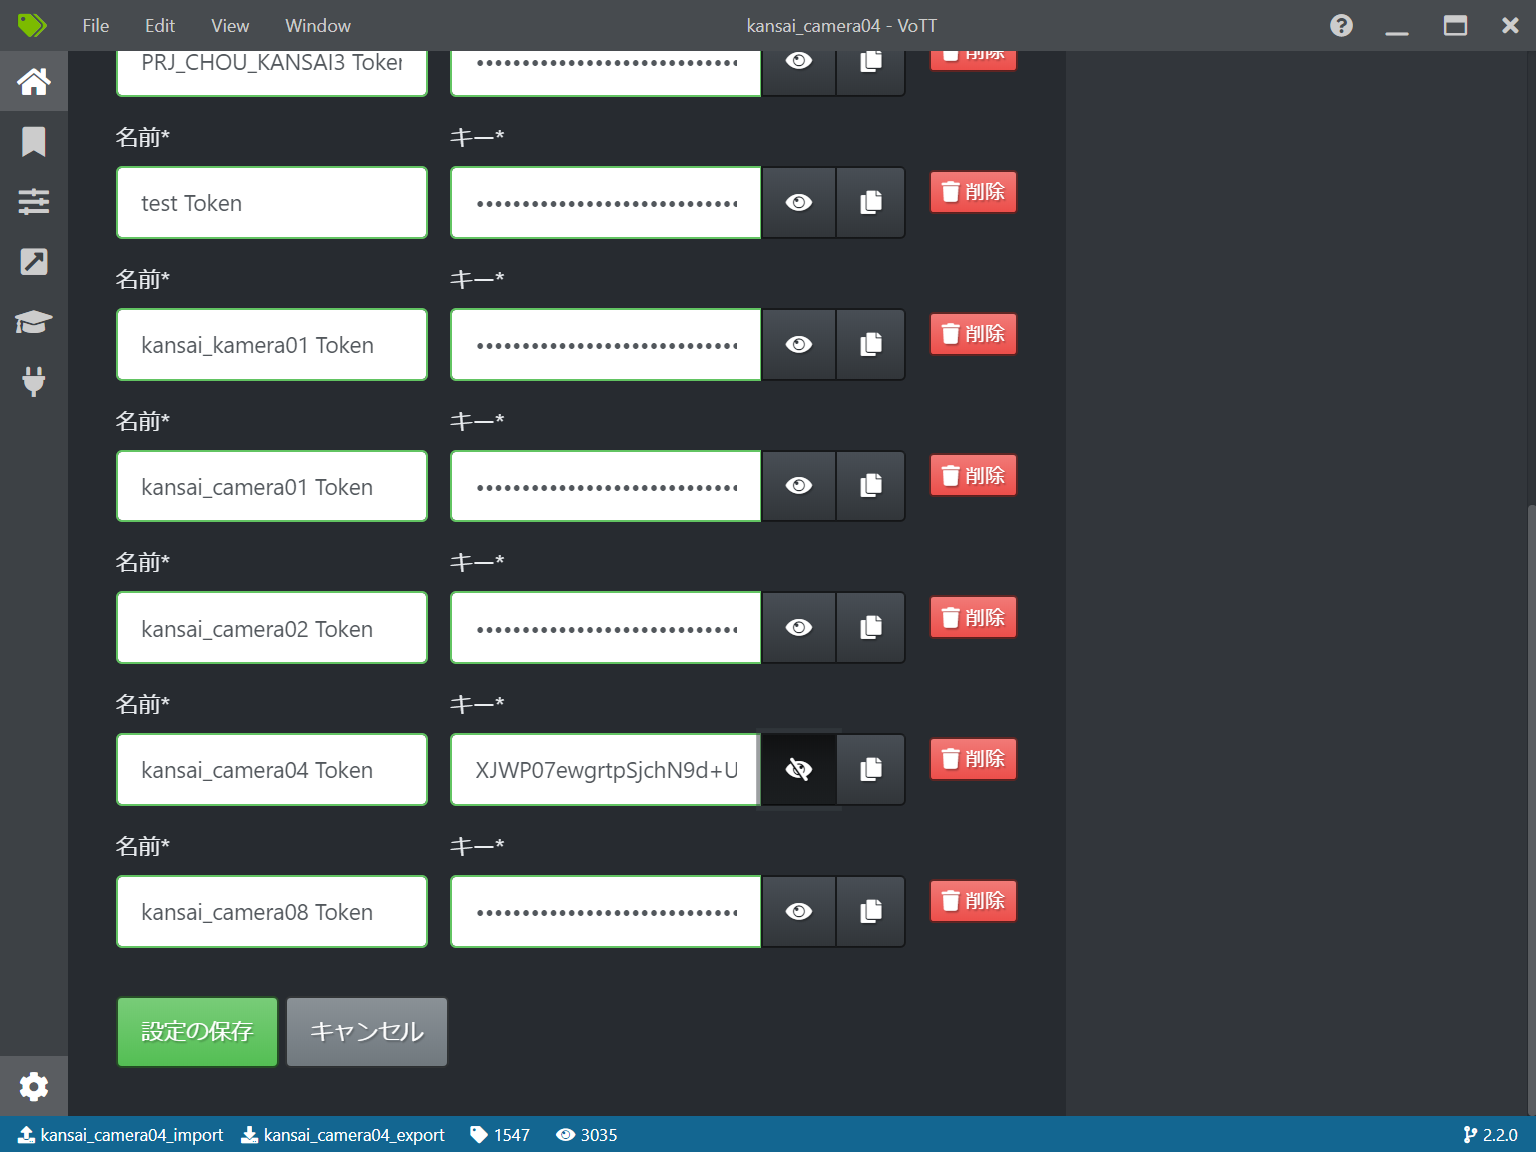 File Edit View Window kansai_camera04 - VoTT
PRJ_CHOU_KANSAI3 Token 削除
名前* キー*
test Token 削除
名前* キー*
kansai_kamera01 Token 削除
名前* キー*
kansai_camera01 Token 削除
名前* キー*
kansai_camera02 Token 削除
名前* キー*
kansai_camera04 Token XJWP07ewgrtpSjchN9d+U 削除
名前* キー*
kansai_camera08 Token 削除
設定の保存 キャンセル
kansai_camera04_import kansai_camera04_export 1547 3035 2.2.0